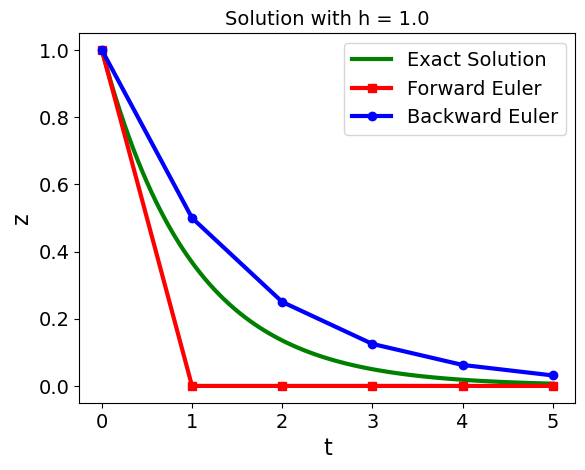 Solution with h = 1.0
Exact Solution
Forward Euler
Backward Euler
1.0
0.8
0.6
0.4
0.2
0.0
z
0 1 2 3 4 5
t